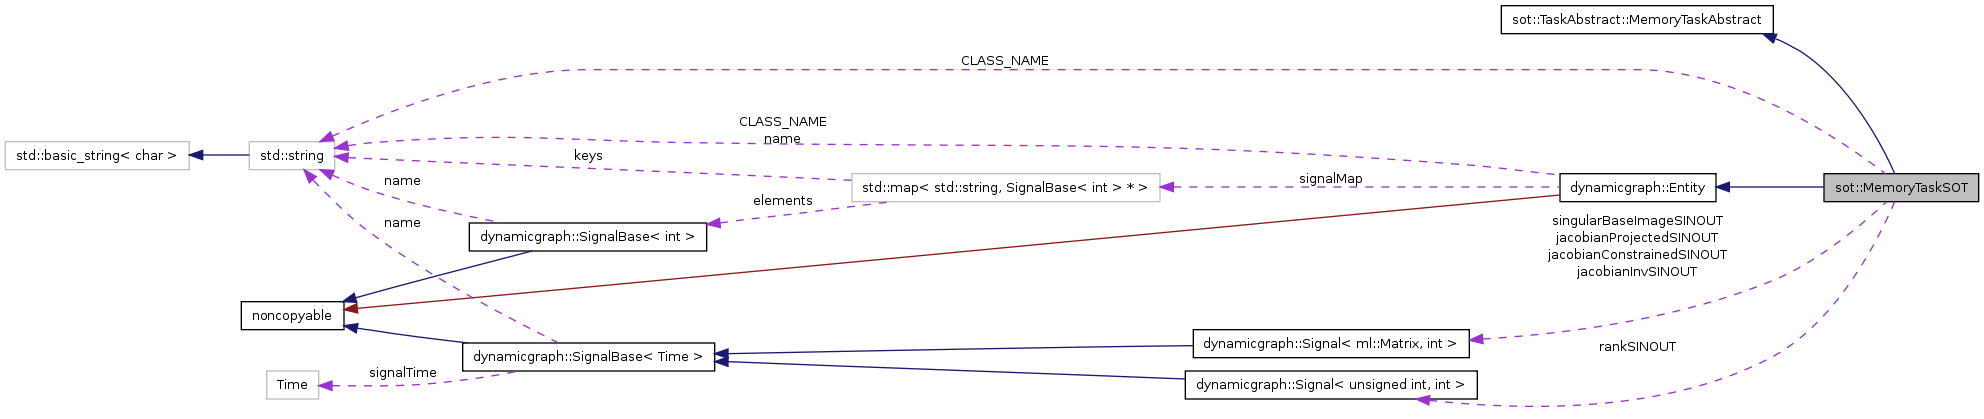 sot::TaskAbstract::MemoryTaskAbstract
CLASS_NAME
CLASS_NAME
name
std::basic_string< char >
std::string
keys
name
std::map< std::string, SignalBase< int > * >
signalMap
dynamicgraph::Entity
sot::MemoryTaskSOT
elements
name
dynamicgraph::SignalBase< int >
singularBaseImageSINOUT
jacobianProjectedSINOUT
jacobianConstrainedSINOUT
jacobianInvSINOUT
noncopyable
dynamicgraph::SignalBase< Time >
dynamicgraph::Signal< ml::Matrix, int >
rankSINOUT
signalTime
Time
dynamicgraph::Signal< unsigned int, int >